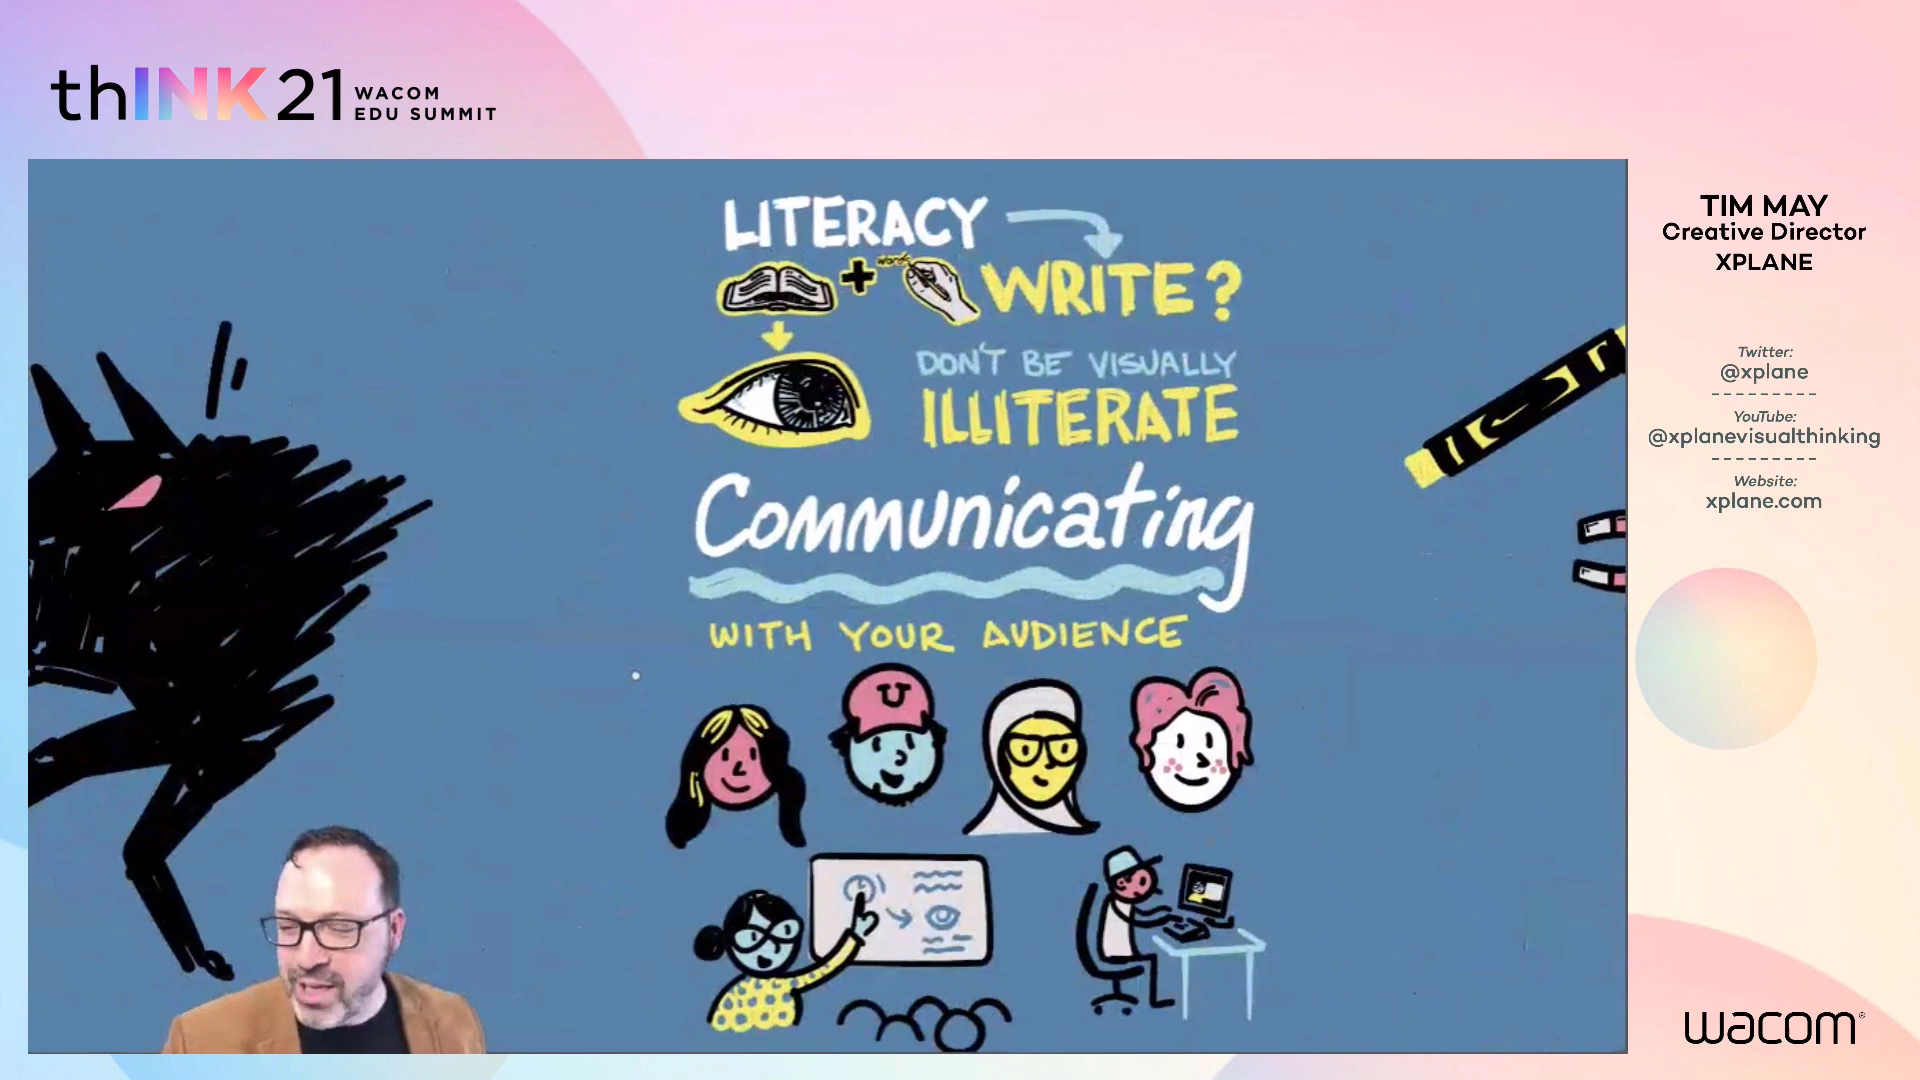 thINK21 WACOM
EDU SUMMIT
LITERACY
words
WRITE?
DON'T BE VISUALLY
ILLITERATE
Communicating
WITH YOUR AUDIENCE
TIM MAY
Creative Director
XPLANE
Twitter:
@xplane
YouTube:
@xplanevisualthinking
Website:
xplane.com
wacom®